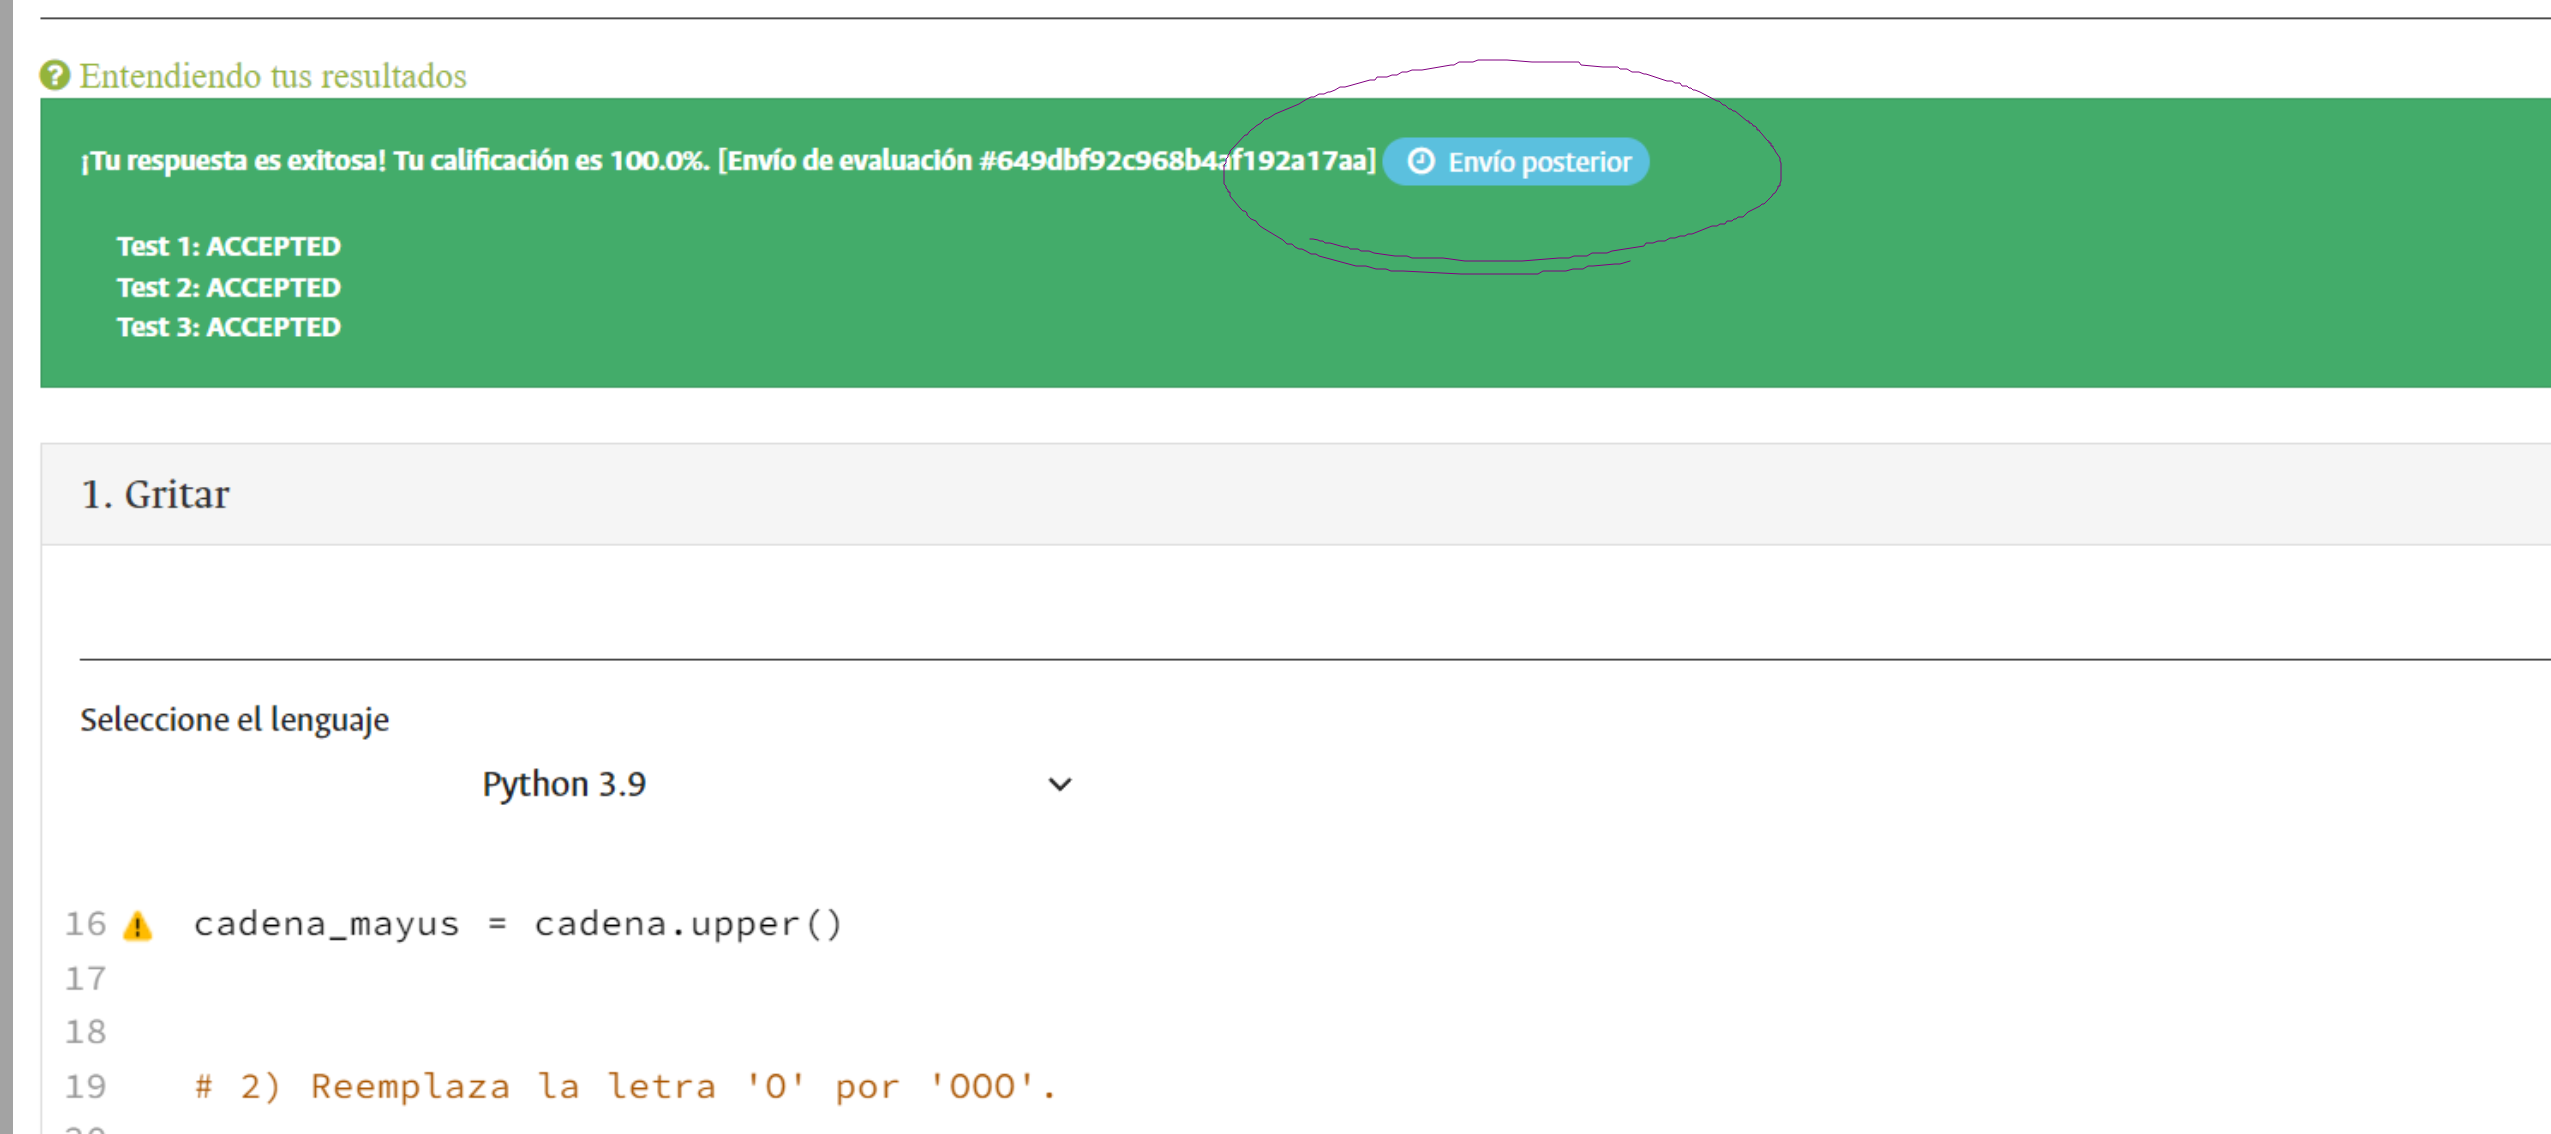 Entendiendo tus resultados
¡Tu respuesta es exitosa! Tu calificación es 100.0%. [Envío de evaluación #649dbf92c968b4af192a17aa] Envío posterior
Test 1: ACCEPTED
Test 2: ACCEPTED
Test 3: ACCEPTED
1. Gritar
Seleccione el lenguaje
Python 3.9
16 cadena_mayus = cadena.upper()
17
18
19 # 2) Reemplaza la letra 'O' por 'OOO'.